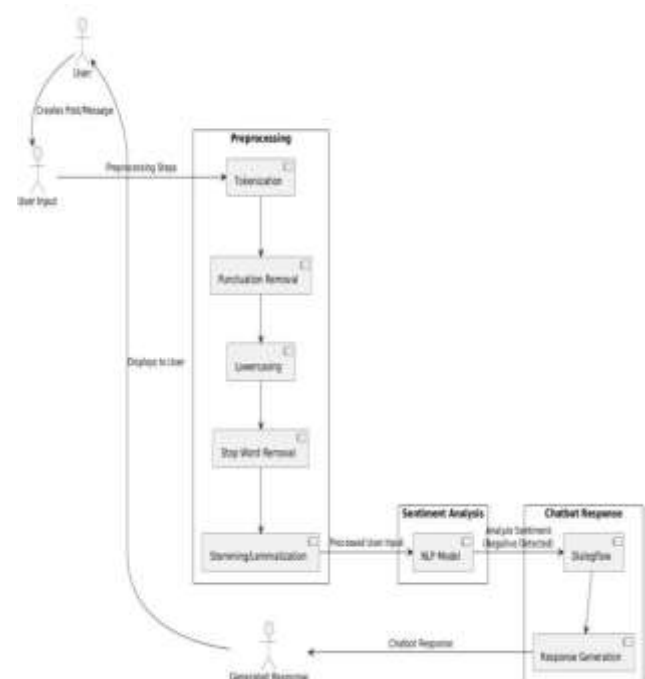 User
Creates Post/Message
Preprocessing
Preprocessing Steps
Tokenization
User Input
Punctuation Removal
Lowercasing
Displays to User
Stop Word Removal
Sentiment Analysis
Chatbot Response
Analysis Sentiment
(Negative Detected)
Stemming/Lemmatization
Processed User Input
NLP Model
Dialogflow
Chatbot Response
Response Generation
Generated Response